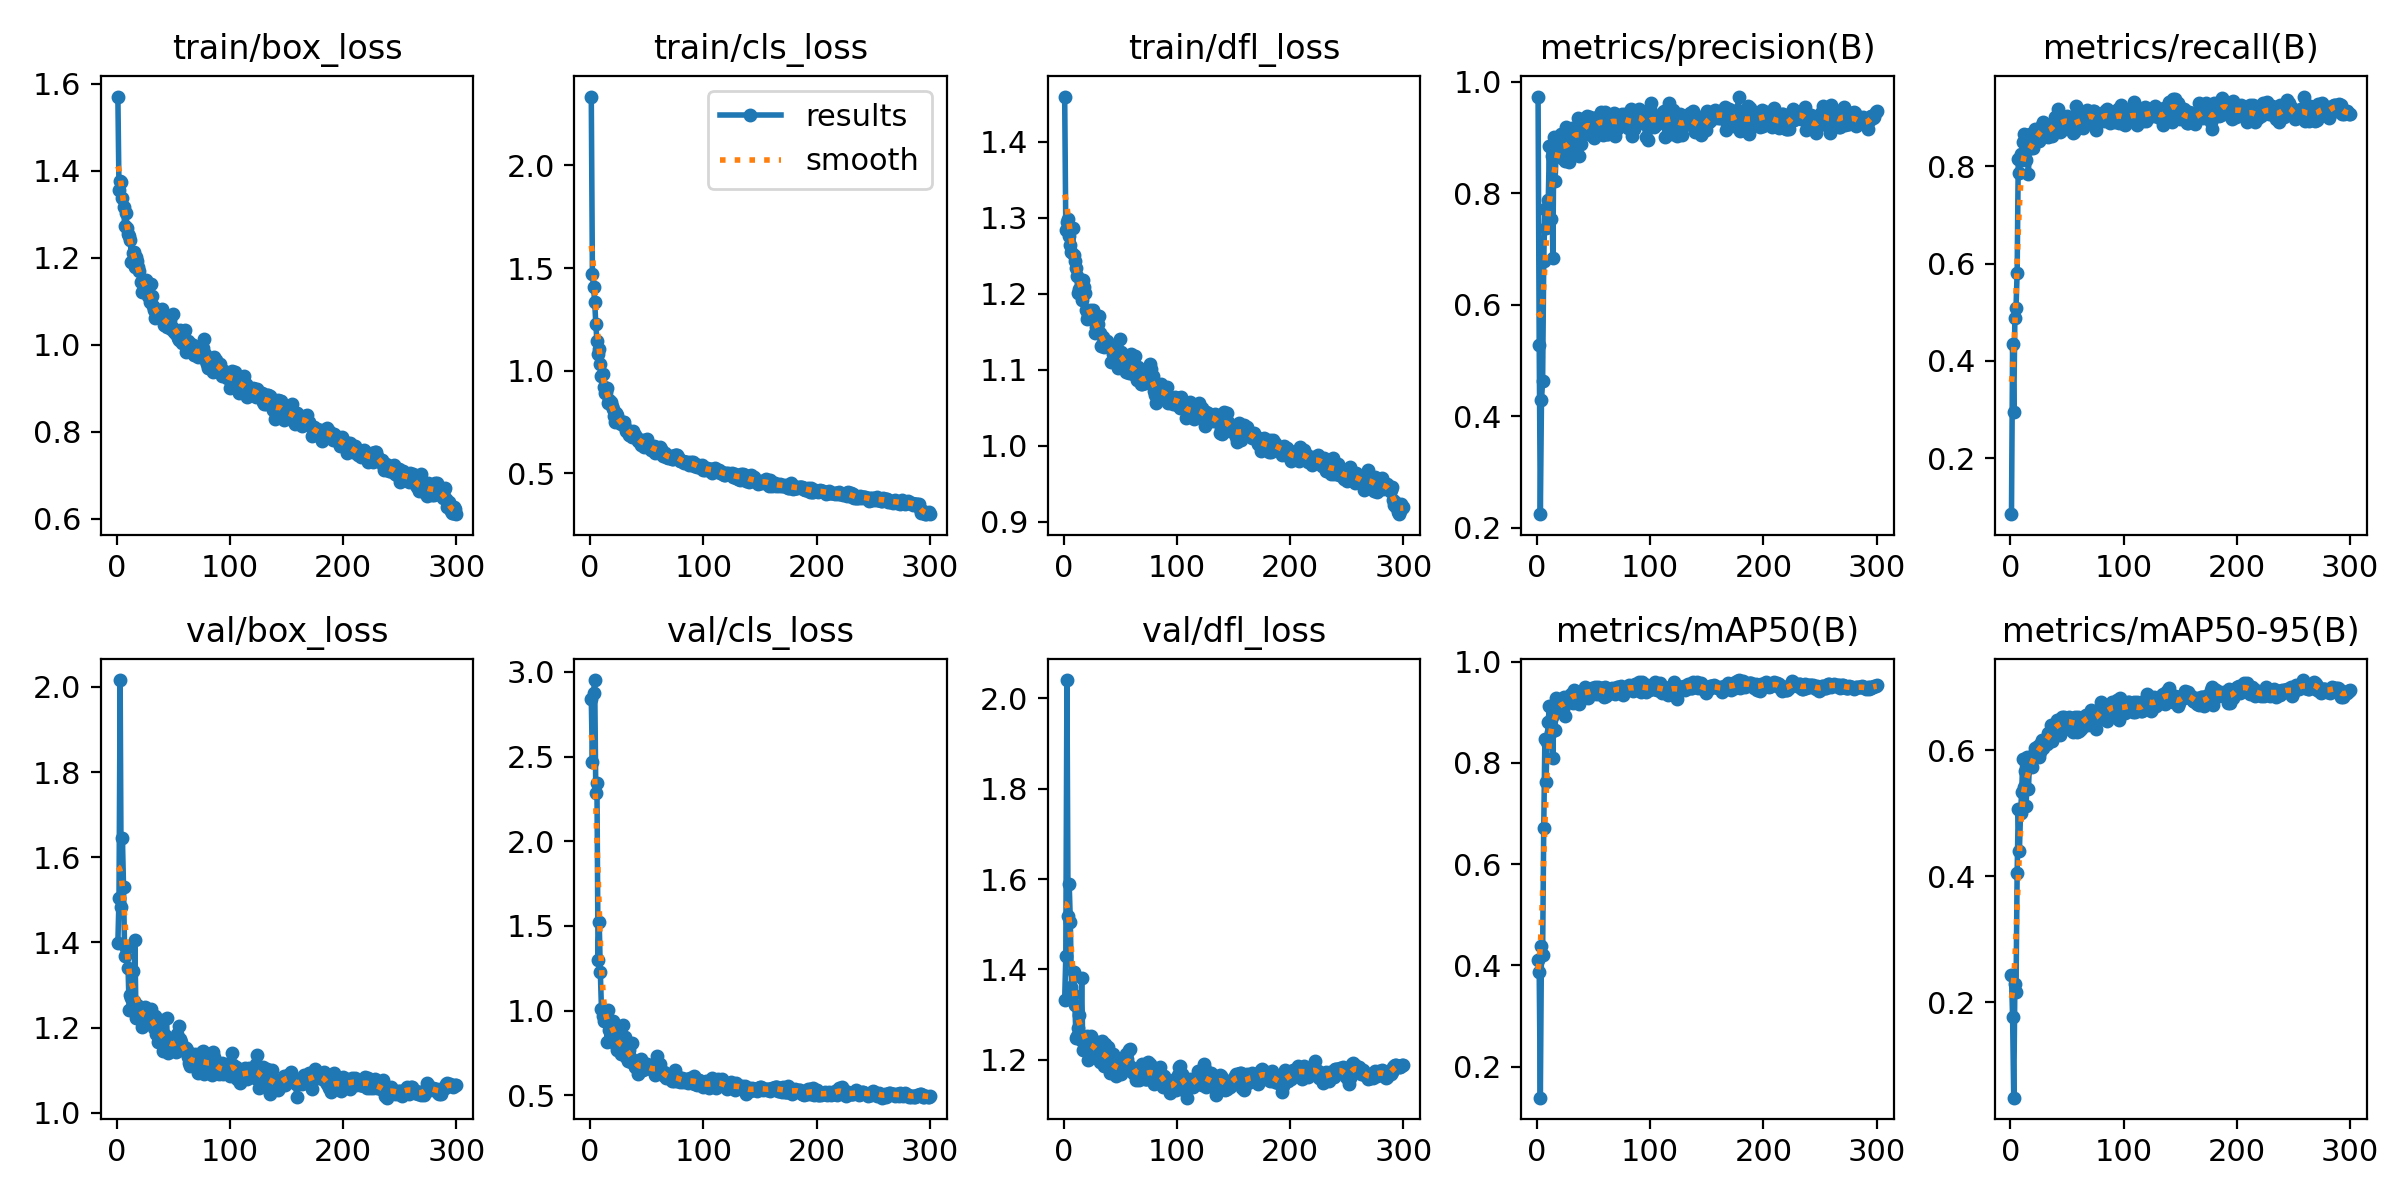 train/box_loss
1.6
1.4
1.2
1.0
0.8
0.6
0 100 200 300
train/cls_loss
results
smooth
2.0
1.5
1.0
0.5
0 100 200 300
train/dfl_loss
1.4
1.3
1.2
1.1
1.0
0.9
0 100 200 300
metrics/precision(B)
1.0
0.8
0.6
0.4
0.2
0 100 200 300
metrics/recall(B)
0.8
0.6
0.4
0.2
0 100 200 300
val/box_loss
2.0
1.8
1.6
1.4
1.2
1.0
0 100 200 300
val/cls_loss
3.0
2.5
2.0
1.5
1.0
0.5
0 100 200 300
val/dfl_loss
2.0
1.8
1.6
1.4
1.2
0 100 200 300
metrics/mAP50(B)
1.0
0.8
0.6
0.4
0.2
0 100 200 300
metrics/mAP50-95(B)
0.6
0.4
0.2
0 100 200 300